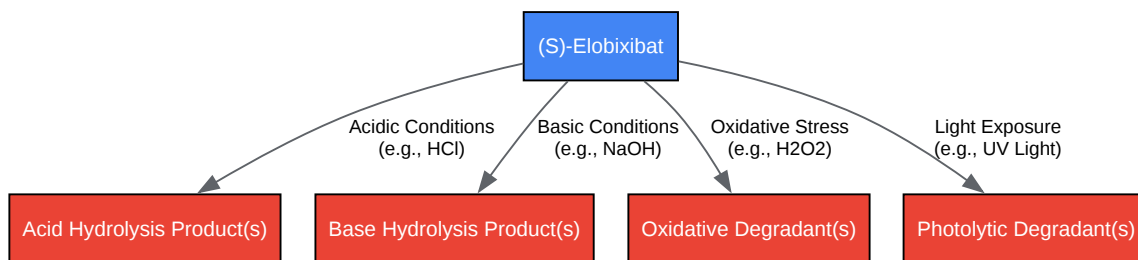 (S)-Elobixibat
Acidic Conditions
(e.g., HCl)
Basic Conditions
(e.g., NaOH)
Oxidative Stress
(e.g., H2O2)
Light Exposure
(e.g., UV Light)
Acid Hydrolysis Product(s)
Base Hydrolysis Product(s)
Oxidative Degradant(s)
Photolytic Degradant(s)